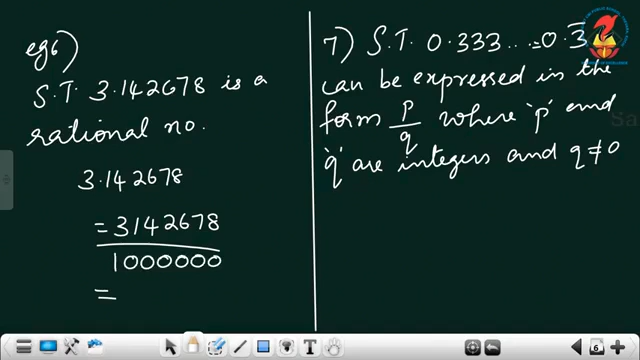 eg6)
S.T. 3.142678 is a
rational no.
3.142678
= 3142678
1000000
=
7) S.T. 0.333... = 0.3̅
can be expressed in the
form p/q where 'p' and
'q' are integers and q ≠ 0
6